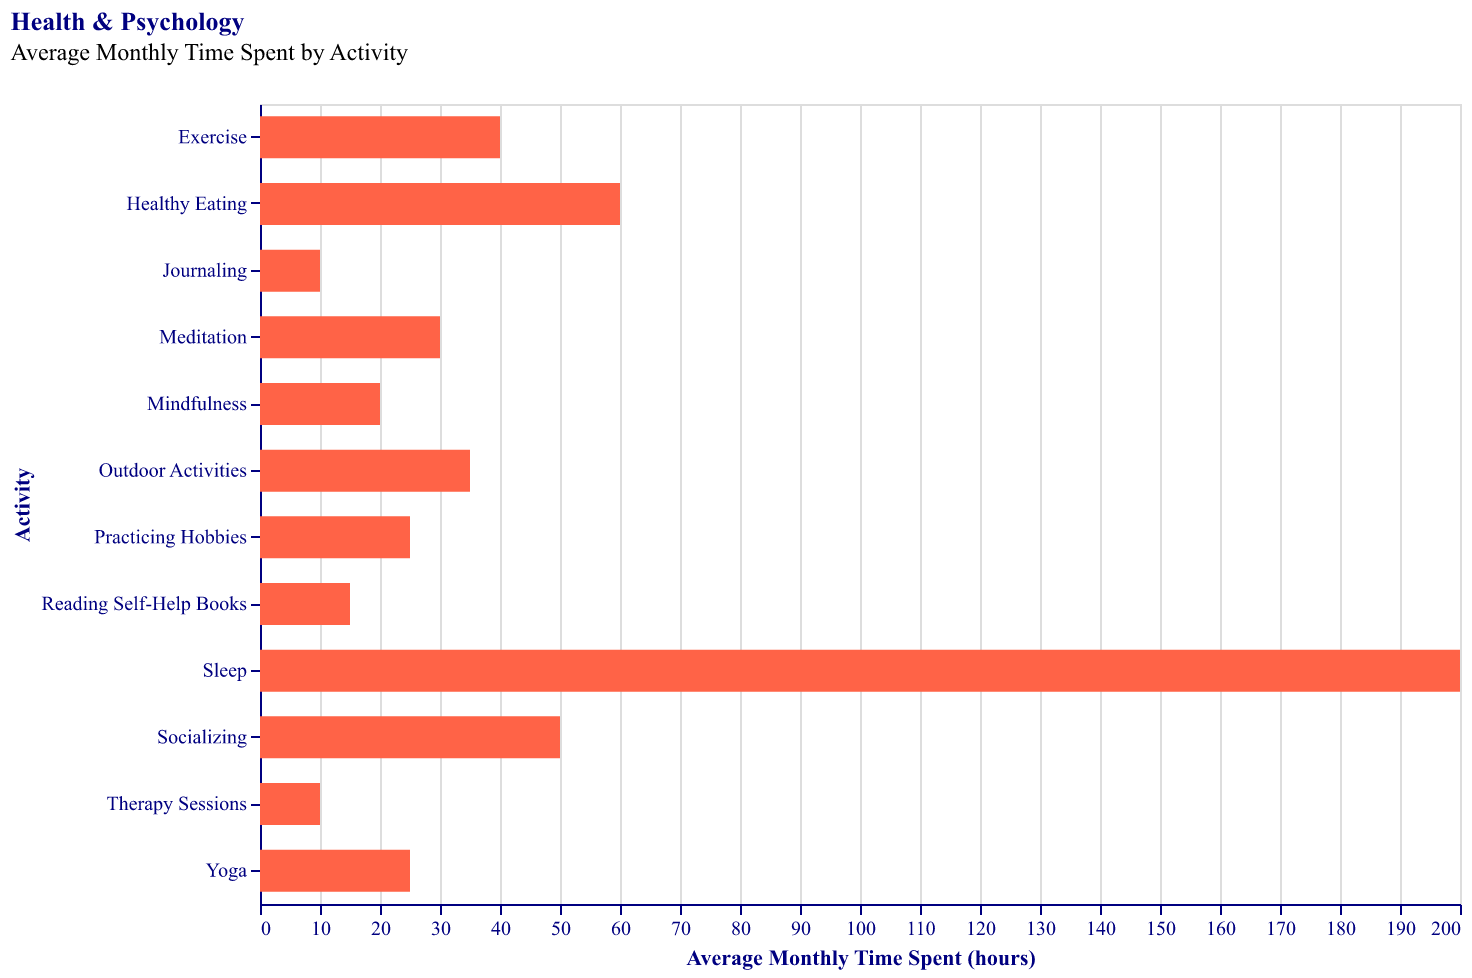 Health & Psychology
Average Monthly Time Spent by Activity
Exercise
Healthy Eating
Journaling
Meditation
Mindfulness
Outdoor Activities
Practicing Hobbies
Reading Self-Help Books
Sleep
Socializing
Therapy Sessions
Yoga
Activity
0 10 20 30 40 50 60 70 80 90 100 110 120 130 140 150 160 170 180 190 200
Average Monthly Time Spent (hours)